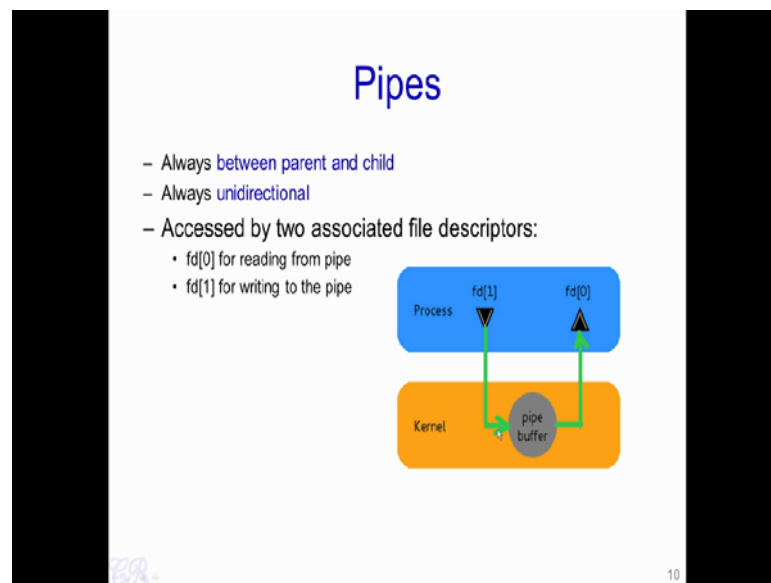 Pipes
– Always between parent and child
– Always unidirectional
– Accessed by two associated file descriptors:
• fd[0] for reading from pipe
• fd[1] for writing to the pipe
fd[1] fd[0]
Process
Kernel
pipe
buffer
10